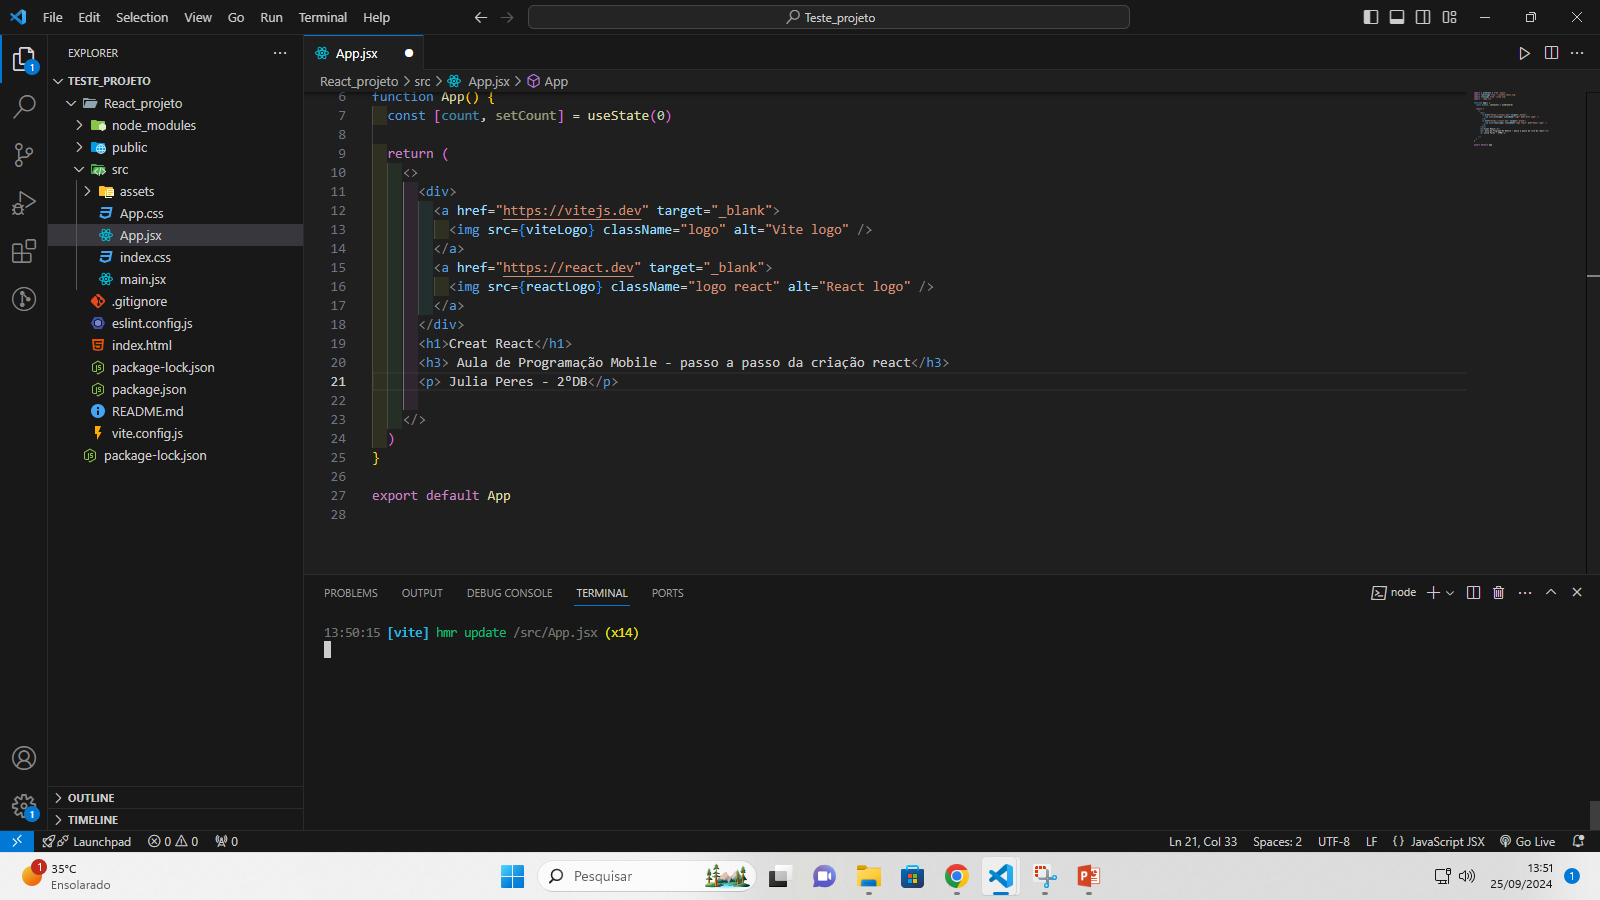 File Edit Selection View Go Run Terminal Help
Teste_projeto
EXPLORER
TESTE_PROJETO
React_projeto
node_modules
public
src
assets
App.css
App.jsx
index.css
main.jsx
.gitignore
eslint.config.js
index.html
package-lock.json
package.json
README.md
vite.config.js
package-lock.json
OUTLINE
TIMELINE
App.jsx
React_projeto > src > App.jsx > App
6 function App() {
7 const [count, setCount] = useState(0)
8
9 return (
10 <>
11 <div>
12 <a href="https://vitejs.dev" target="_blank">
13 <img src={viteLogo} className="logo" alt="Vite logo" />
14 </a>
15 <a href="https://react.dev" target="_blank">
16 <img src={reactLogo} className="logo react" alt="React logo" />
17 </a>
18 </div>
19 <h1>Creat React</h1>
20 <h3> Aula de Programação Mobile - passo a passo da criação react</h3>
21 <p> Julia Peres - 2ºDB</p>
22
23 </>
24 )
25 }
26
27 export default App
28
PROBLEMS OUTPUT DEBUG CONSOLE TERMINAL PORTS
node
13:50:15 [vite] hmr update /src/App.jsx (x14)
Launchpad 0 0 0
Ln 21, Col 33 Spaces: 2 UTF-8 LF { } JavaScript JSX Go Live
1
1
1
35°C
Ensolarado
Pesquisar
13:51
25/09/2024
1